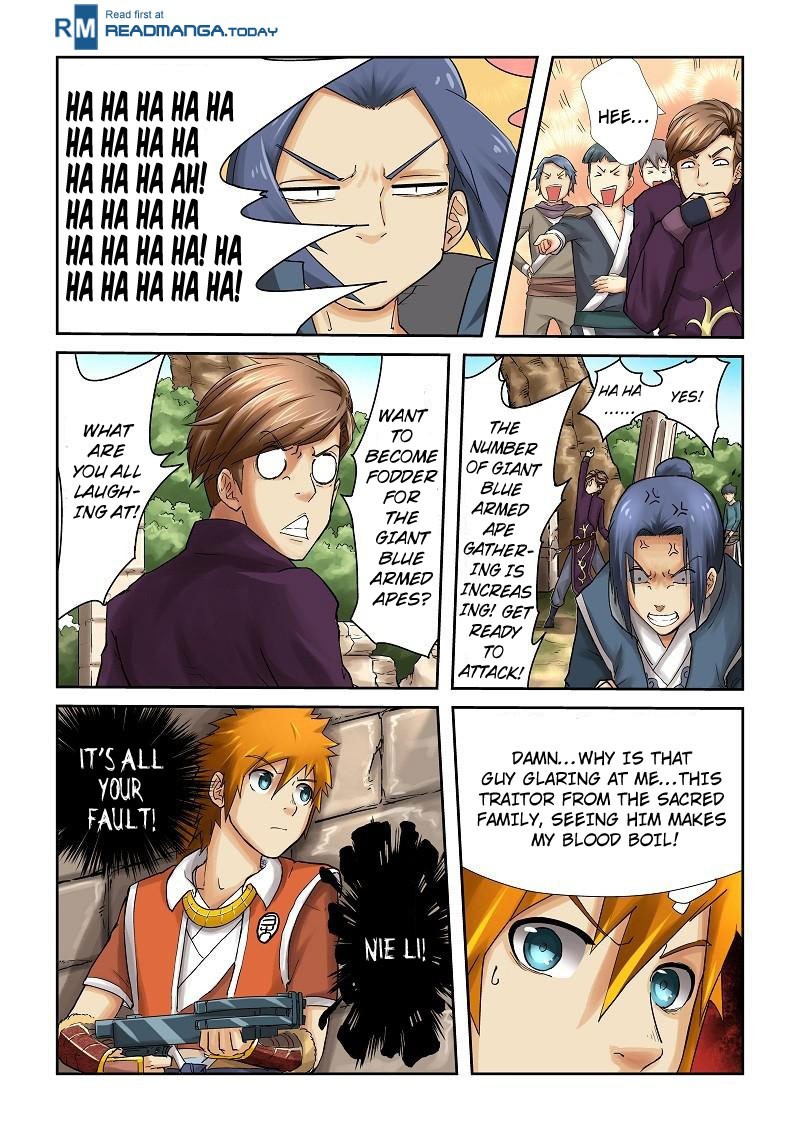 RM
Read first at
READMANGA.TODAY
HA HA HA HA HA
HA HA HA HA
HA HA HA AH!
HA HA HA HA
HA HA HA HA! HA
HA HA HA HA HA!
HEE...
WHAT
ARE
YOU ALL
LAUGH-
ING AT!
WANT
TO
BECOME
FODDER
FOR
THE
GIANT
BLUE
ARMED
APES?
THE
NUMBER
OF GIANT
BLUE
ARMED
APE
GATHER-
ING IS
INCREAS
ING! GET
READY
TO
ATTACK!
HA HA
......
YES!
IT'S ALL
YOUR
FAULT!
NIE LI!
DAMN...WHY IS THAT
GUY GLARING AT ME...THIS
TRAITOR FROM THE SACRED
FAMILY, SEEING HIM MAKES
MY BLOOD BOIL!